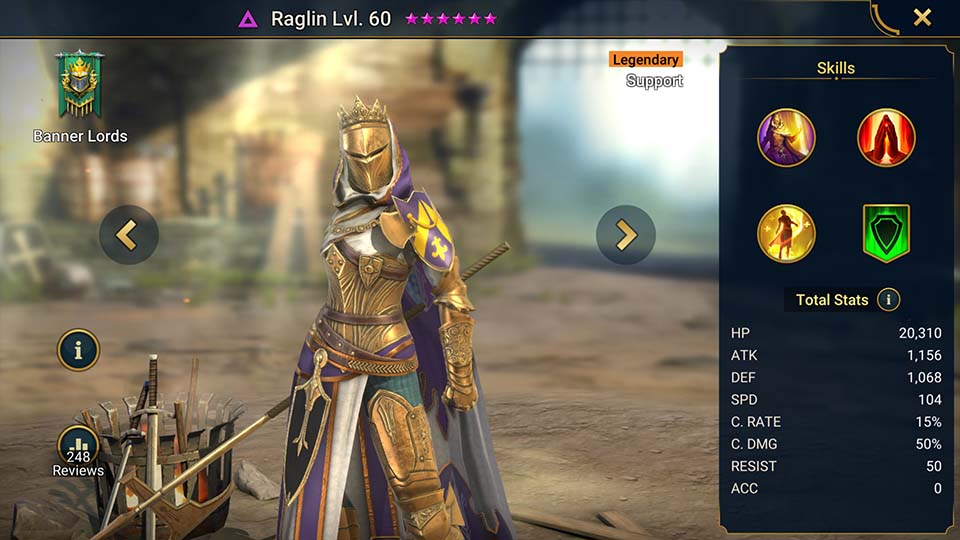 Raglin Lvl. 60
Legendary
Support
Banner Lords
248
Reviews
Skills
Total Stats
HP 20,310
ATK 1,156
DEF 1,068
SPD 104
C. RATE 15%
C. DMG 50%
RESIST 50
ACC 0